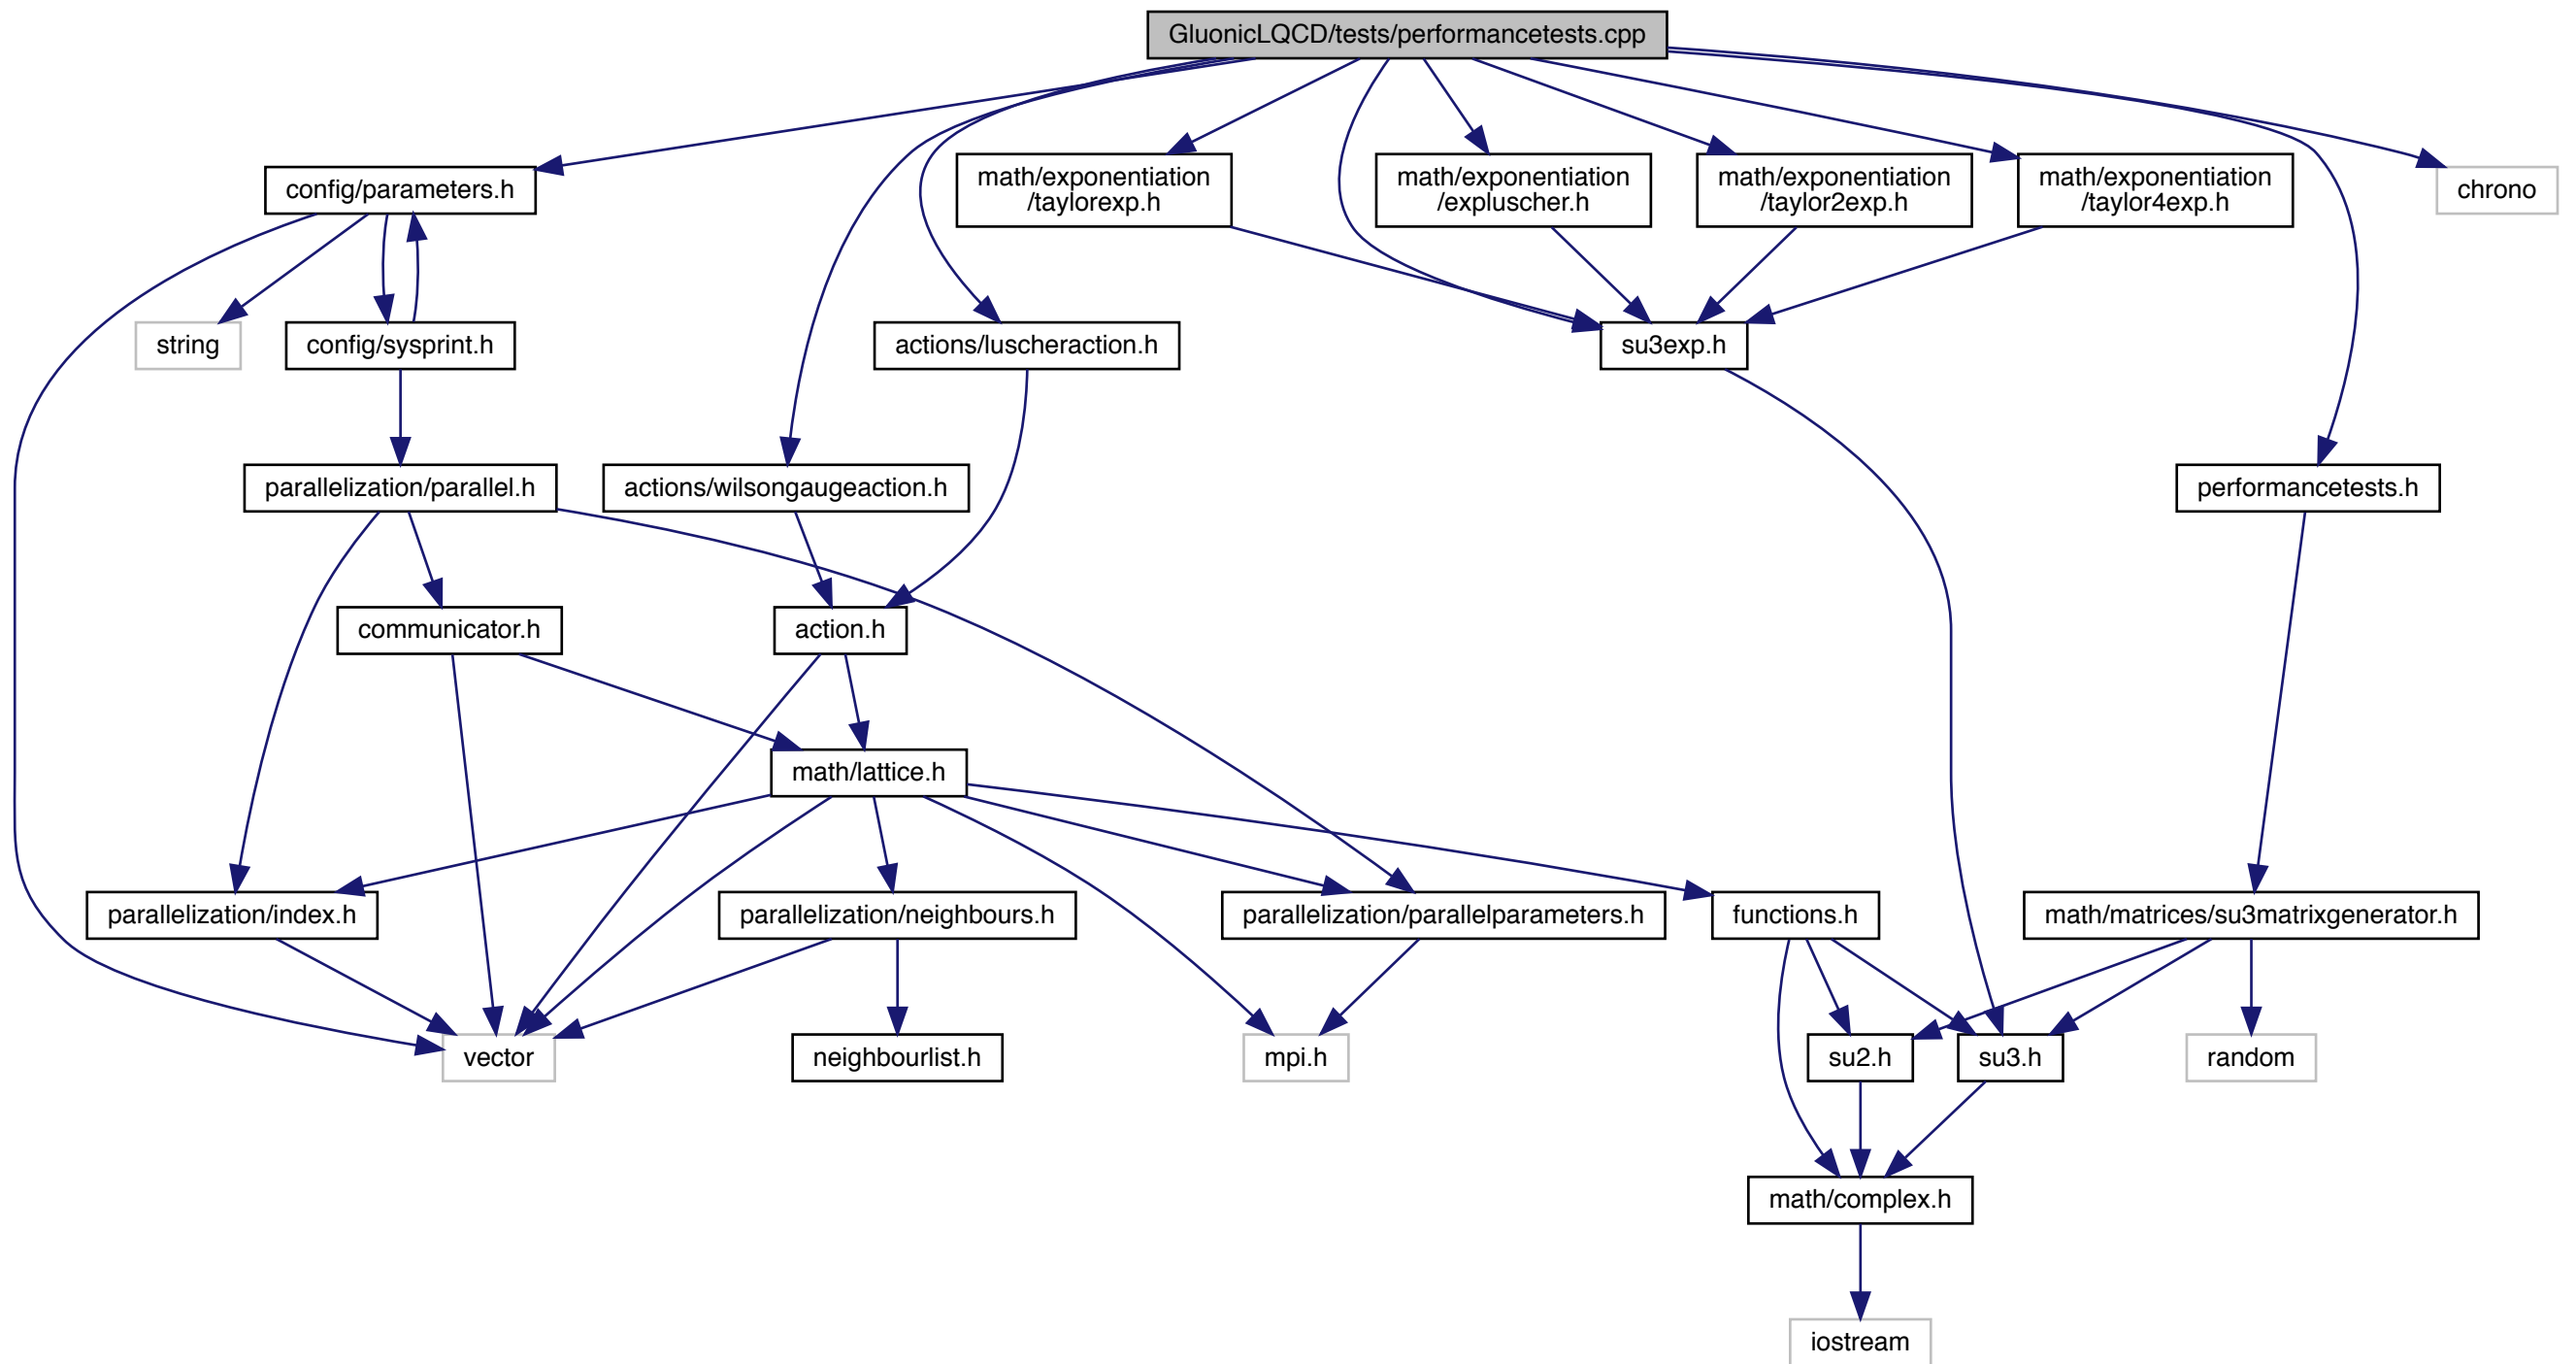 GluonicLQCD/tests/performancetests.cpp
config/parameters.h
math/exponentiation
/taylorexp.h
math/exponentiation
/expluscher.h
math/exponentiation
/taylor2exp.h
math/exponentiation
/taylor4exp.h
chrono
string
config/sysprint.h
actions/luscheraction.h
su3exp.h
parallelization/parallel.h
actions/wilsongaugeaction.h
performancetests.h
communicator.h
action.h
math/lattice.h
parallelization/index.h
parallelization/neighbours.h
parallelization/parallelparameters.h
functions.h
math/matrices/su3matrixgenerator.h
vector
neighbourlist.h
mpi.h
su2.h
su3.h
random
math/complex.h
iostream